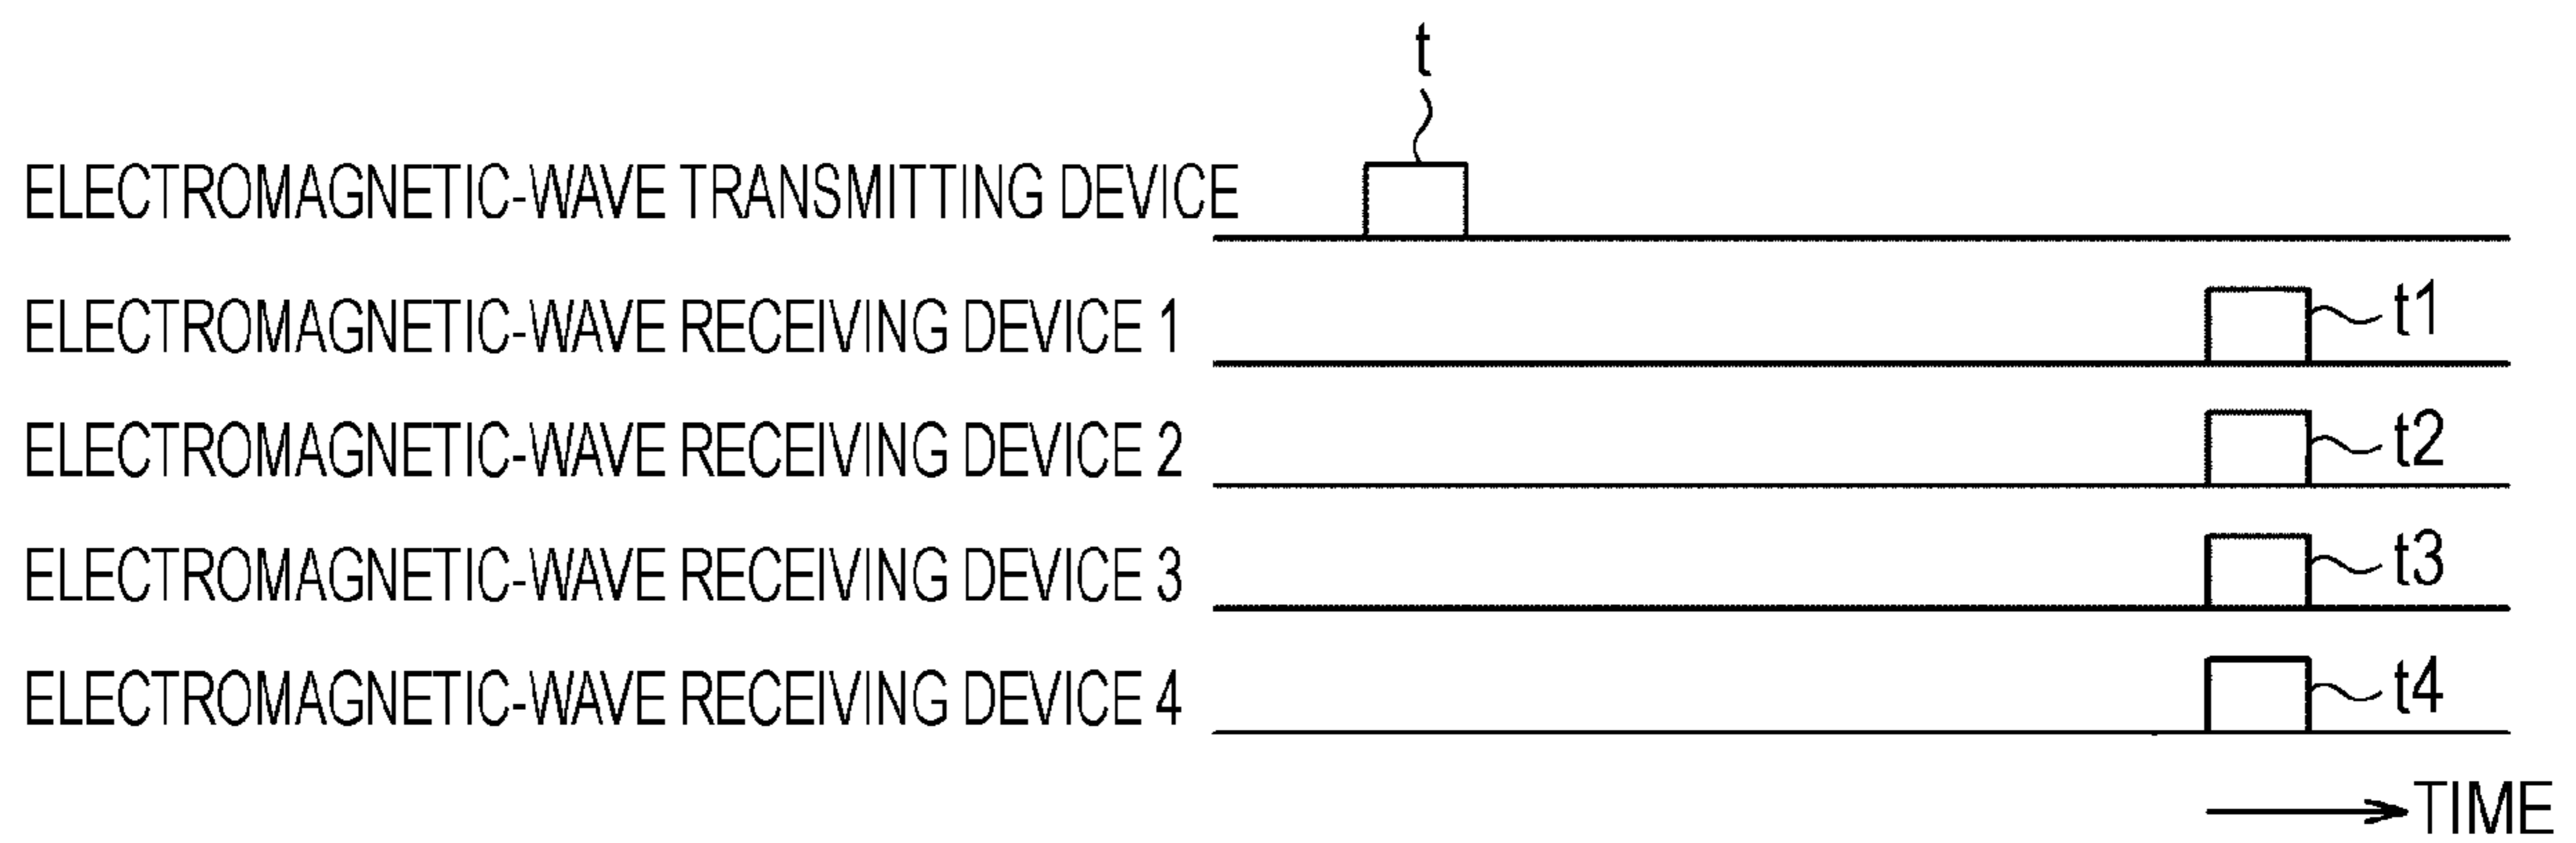 t
ELECTROMAGNETIC-WAVE TRANSMITTING DEVICE
ELECTROMAGNETIC-WAVE RECEIVING DEVICE 1 t1
ELECTROMAGNETIC-WAVE RECEIVING DEVICE 2 t2
ELECTROMAGNETIC-WAVE RECEIVING DEVICE 3 t3
ELECTROMAGNETIC-WAVE RECEIVING DEVICE 4 t4
TIME